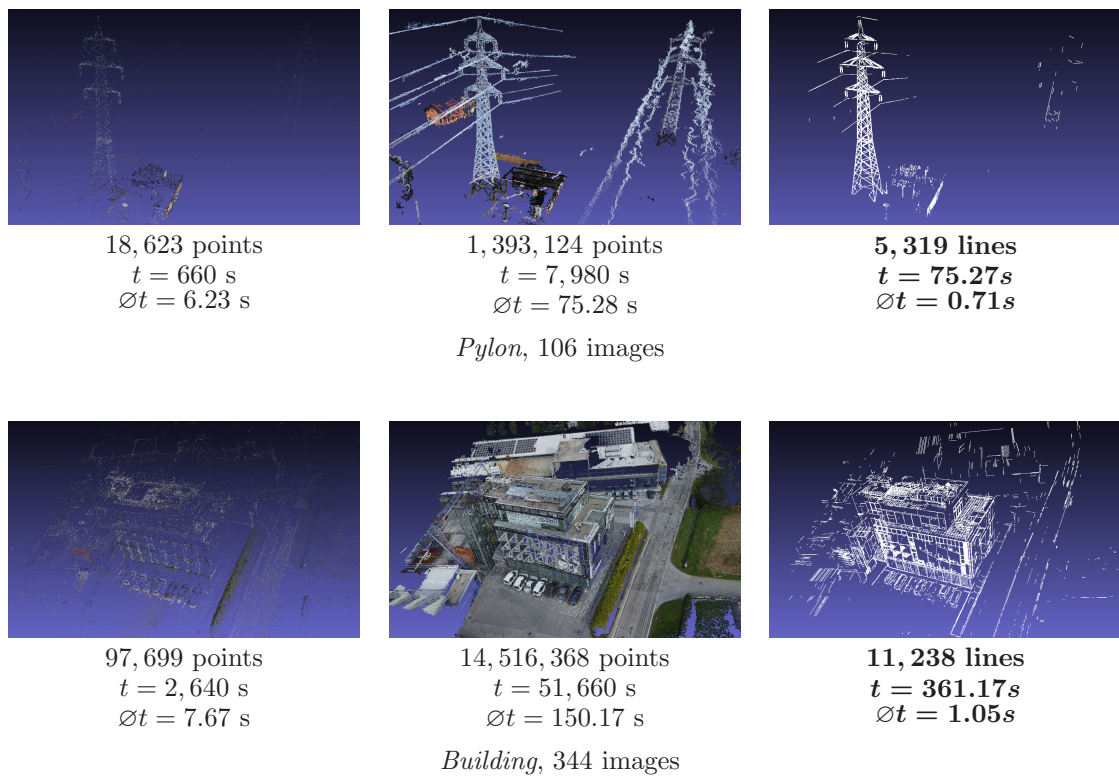 18, 623 points
t = 660 s
∅t = 6.23 s
1, 393, 124 points
t = 7, 980 s
∅t = 75.28 s
5, 319 lines
t = 75.27s
∅t = 0.71s
Pylon, 106 images
97, 699 points
t = 2, 640 s
∅t = 7.67 s
14, 516, 368 points
t = 51, 660 s
∅t = 150.17 s
11, 238 lines
t = 361.17s
∅t = 1.05s
Building, 344 images